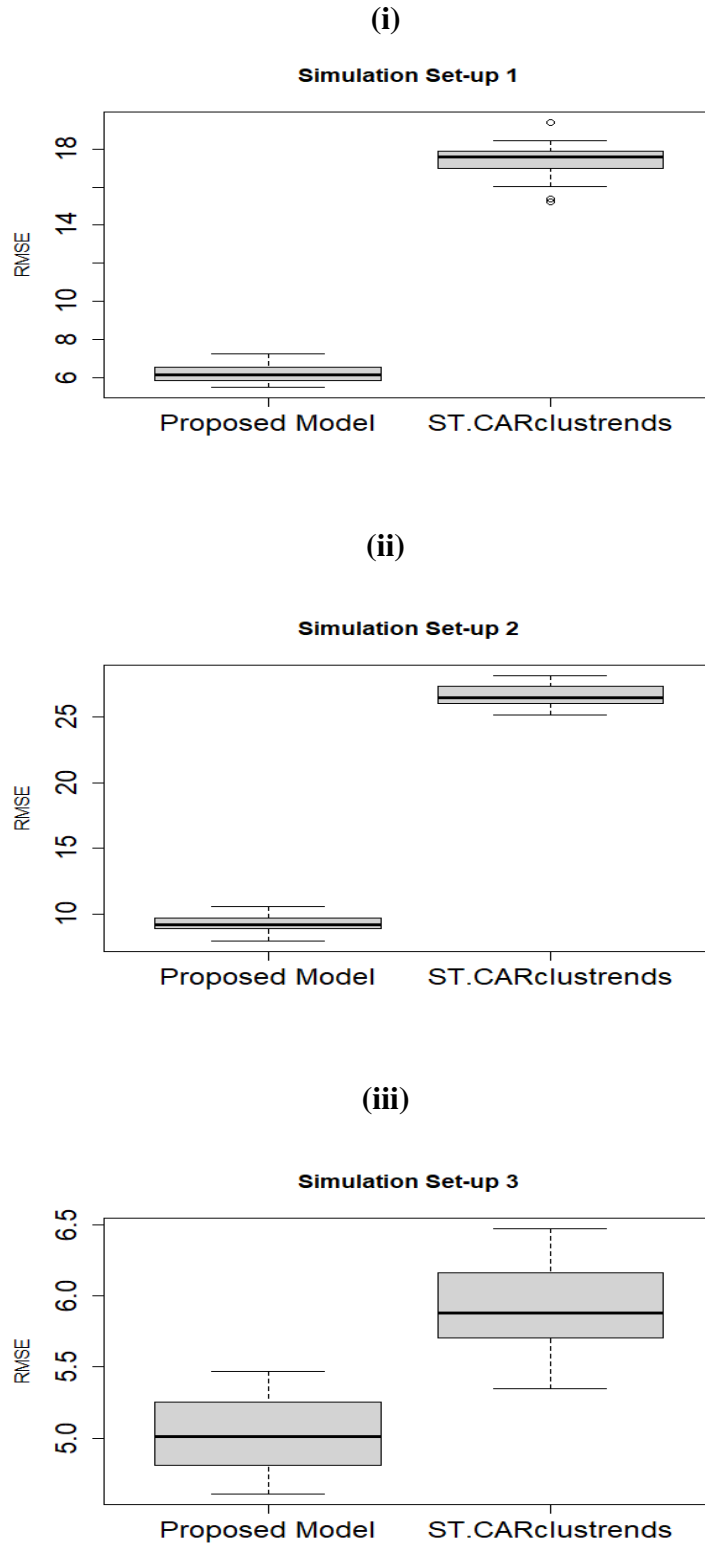 (i)
Simulation Set-up 1
RMSE
18
14
10
8
6
Proposed Model ST.CARclustrends
(ii)
Simulation Set-up 2
RMSE
25
20
15
10
Proposed Model ST.CARclustrends
(iii)
Simulation Set-up 3
RMSE
6.5
6.0
5.5
5.0
Proposed Model ST.CARclustrends